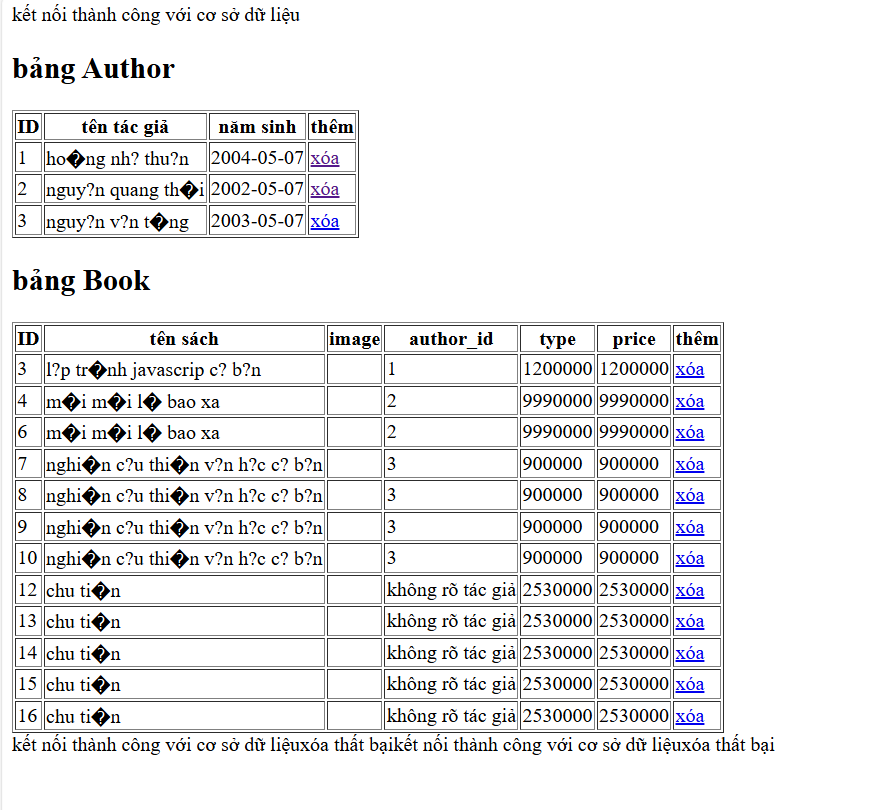 kết nối thành công với cơ sở dữ liệu
bảng Author
ID tên tác giả năm sinh thêm
1 ho�ng nh? thu?n 2004-05-07 xóa
2 nguy?n quang th�i 2002-05-07 xóa
3 nguy?n v?n t�ng 2003-05-07 xóa
bảng Book
ID tên sách image author_id type price thêm
3 l?p tr�nh javascrip c? b?n 1 1200000 1200000 xóa
4 m�i m�i l� bao xa 2 9990000 9990000 xóa
6 m�i m�i l� bao xa 2 9990000 9990000 xóa
7 nghi�n c?u thi�n v?n h?c c? b?n 3 900000 900000 xóa
8 nghi�n c?u thi�n v?n h?c c? b?n 3 900000 900000 xóa
9 nghi�n c?u thi�n v?n h?c c? b?n 3 900000 900000 xóa
10 nghi�n c?u thi�n v?n h?c c? b?n 3 900000 900000 xóa
12 chu ti�n không rõ tác giả 2530000 2530000 xóa
13 chu ti�n không rõ tác giả 2530000 2530000 xóa
14 chu ti�n không rõ tác giả 2530000 2530000 xóa
15 chu ti�n không rõ tác giả 2530000 2530000 xóa
16 chu ti�n không rõ tác giả 2530000 2530000 xóa
kết nối thành công với cơ sở dữ liệuxóa thất bạikết nối thành công với cơ sở dữ liệuxóa thất bại